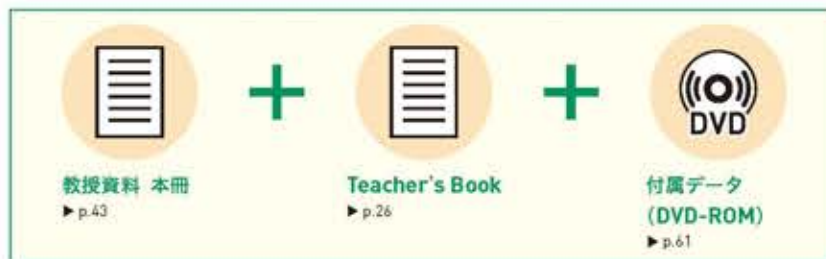 DVD
教授資料 本冊
▶ p.43
Teacher's Book
▶ p.26
付属データ
(DVD-ROM)
▶ p.61